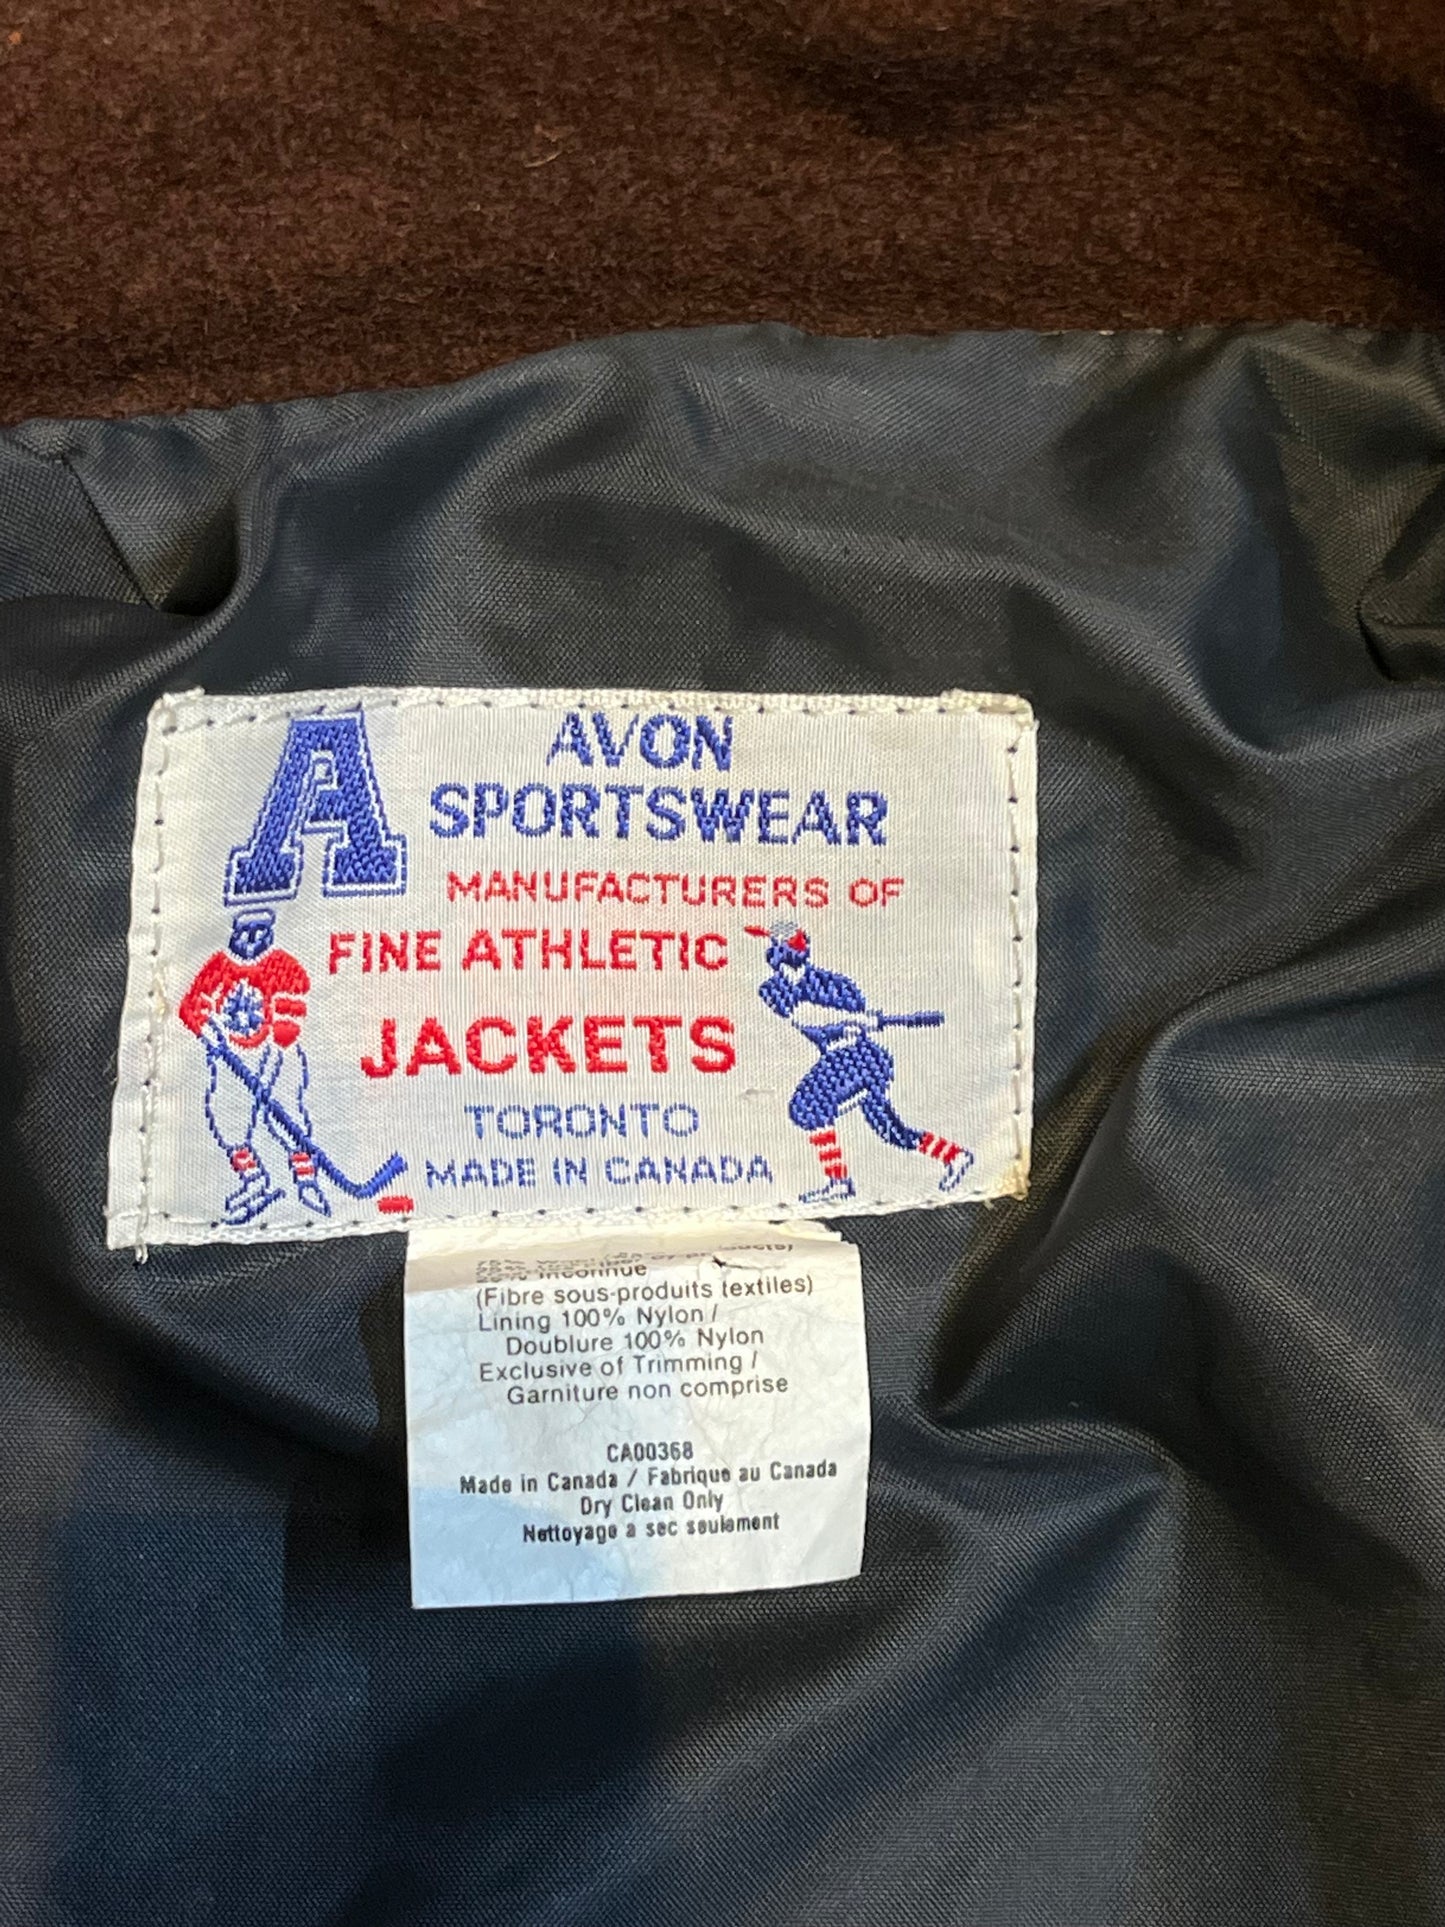 A
AVON
SPORTSWEAR
MANUFACTURERS OF
FINE ATHLETIC
JACKETS
TORONTO
MADE IN CANADA
inconnue
(Fibre sous-produits textiles)
Lining 100% Nylon /
Doublure 100% Nylon
Exclusive of Trimming /
Garniture non comprise
CA00368
Made in Canada / Fabrique au Canada
Dry Clean Only
Nettoyage a sec seulement